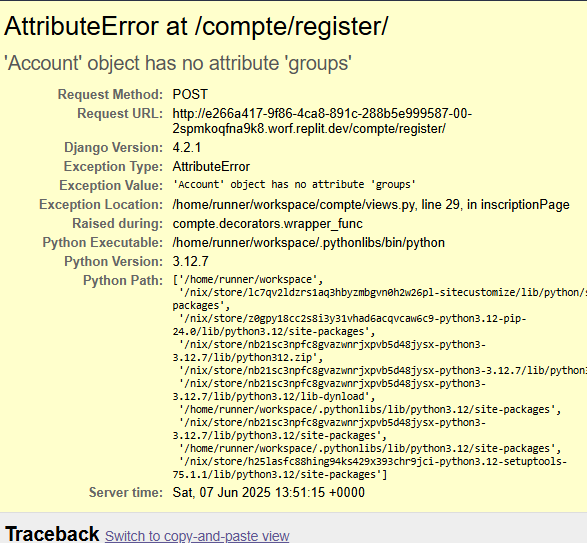 AttributeError at /compte/register/
'Account' object has no attribute 'groups'
Request Method: POST
Request URL: http://e266a417-9f86-4ca8-891c-288b5e999587-00-
2spmkoqfna9k8.worf.replit.dev/compte/register/
Django Version: 4.2.1
Exception Type: AttributeError
Exception Value: 'Account' object has no attribute 'groups'
Exception Location: /home/runner/workspace/compte/views.py, line 29, in inscriptionPage
Raised during: compte.decorators.wrapper_func
Python Executable: /home/runner/workspace/.pythonlibs/bin/python
Python Version: 3.12.7
Python Path: ['/home/runner/workspace',
'/nix/store/lc7qv2ldzrs1aq3hbyzmbgvn0h2w26pl-sitecustomize/lib/python/s
packages',
'/nix/store/z0gpy18cc2s8i3y31vhad6acqvcaw6c9-python3.12-pip-
24.0/lib/python3.12/site-packages',
'/nix/store/nb21sc3npfc8gvazwnrjxpvb5d48jysx-python3-
3.12.7/lib/python312.zip',
'/nix/store/nb21sc3npfc8gvazwnrjxpvb5d48jysx-python3-3.12.7/lib/python3
'/nix/store/nb21sc3npfc8gvazwnrjxpvb5d48jysx-python3-
3.12.7/lib/python3.12/lib-dynload',
'/home/runner/workspace/.pythonlibs/lib/python3.12/site-packages',
'/nix/store/nb21sc3npfc8gvazwnrjxpvb5d48jysx-python3-
3.12.7/lib/python3.12/site-packages',
'/home/runner/workspace/.pythonlibs/lib/python3.12/site-packages',
'/nix/store/h25lasfc88hing94ks429x393chr9jci-python3.12-setuptools-
75.1.1/lib/python3.12/site-packages']
Server time: Sat, 07 Jun 2025 13:51:15 +0000
Traceback Switch to copy-and-paste view